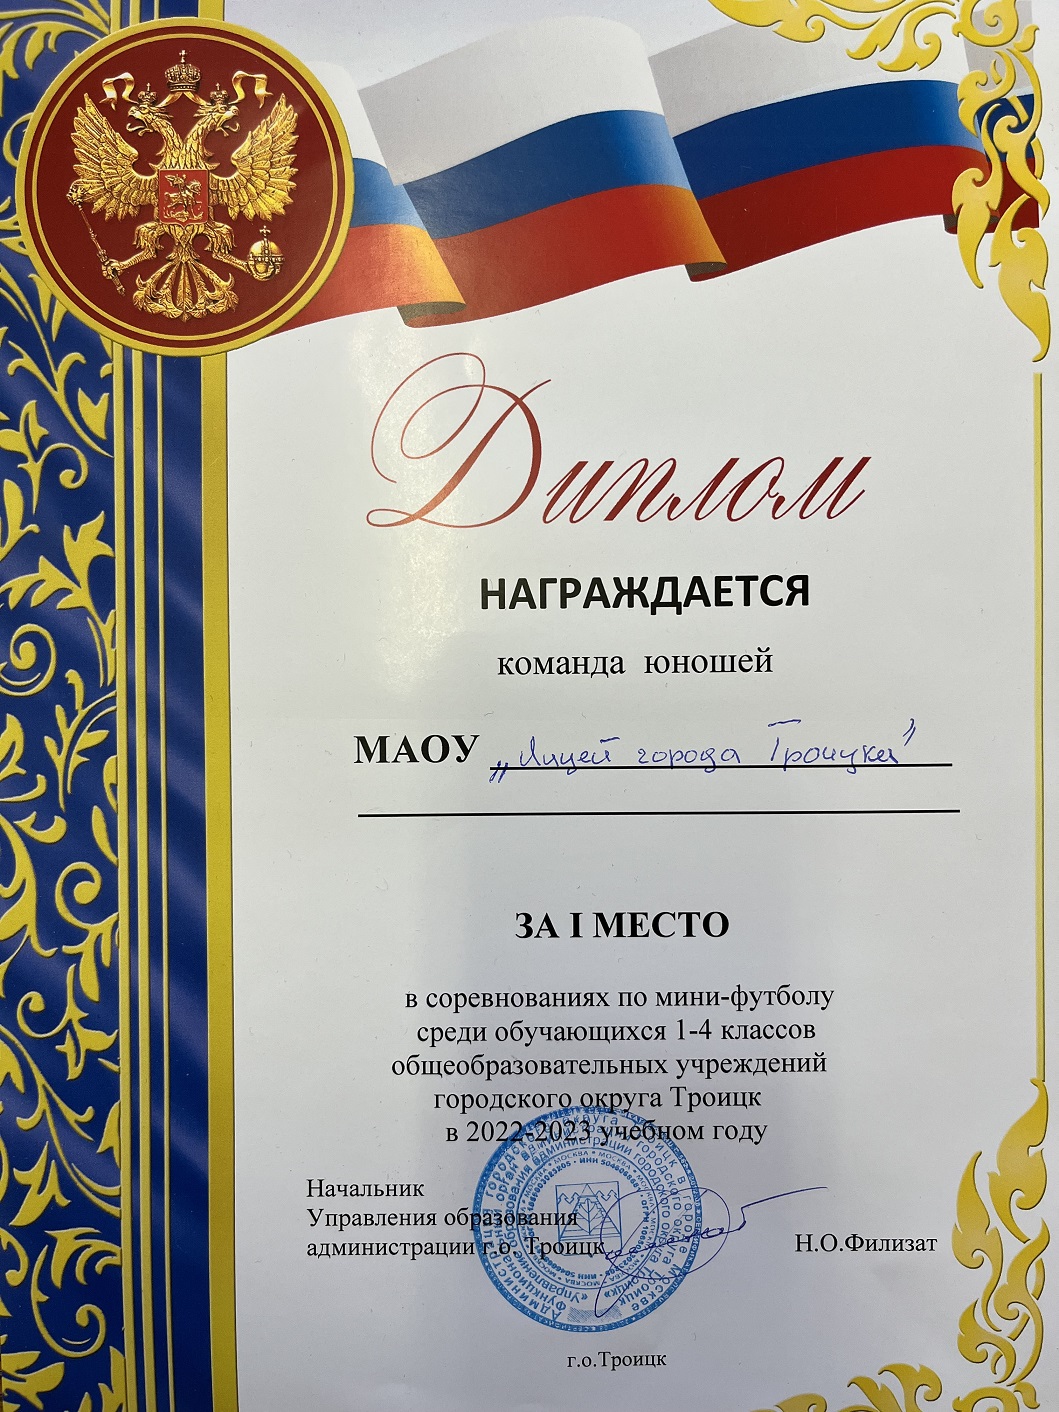 Диплом
НАГРАЖДАЕТСЯ
команда юношей
МАОУ „Лицей города Троицка"
ЗА I МЕСТО
в соревнованиях по мини-футболу
среди обучающихся 1-4 классов
общеобразовательных учреждений
городского округа Троицк
в 2022-2023 учебном году
Начальник
Управления образования
администрации г.о. Троицк
Н.О.Филизат
г.о.Троицк